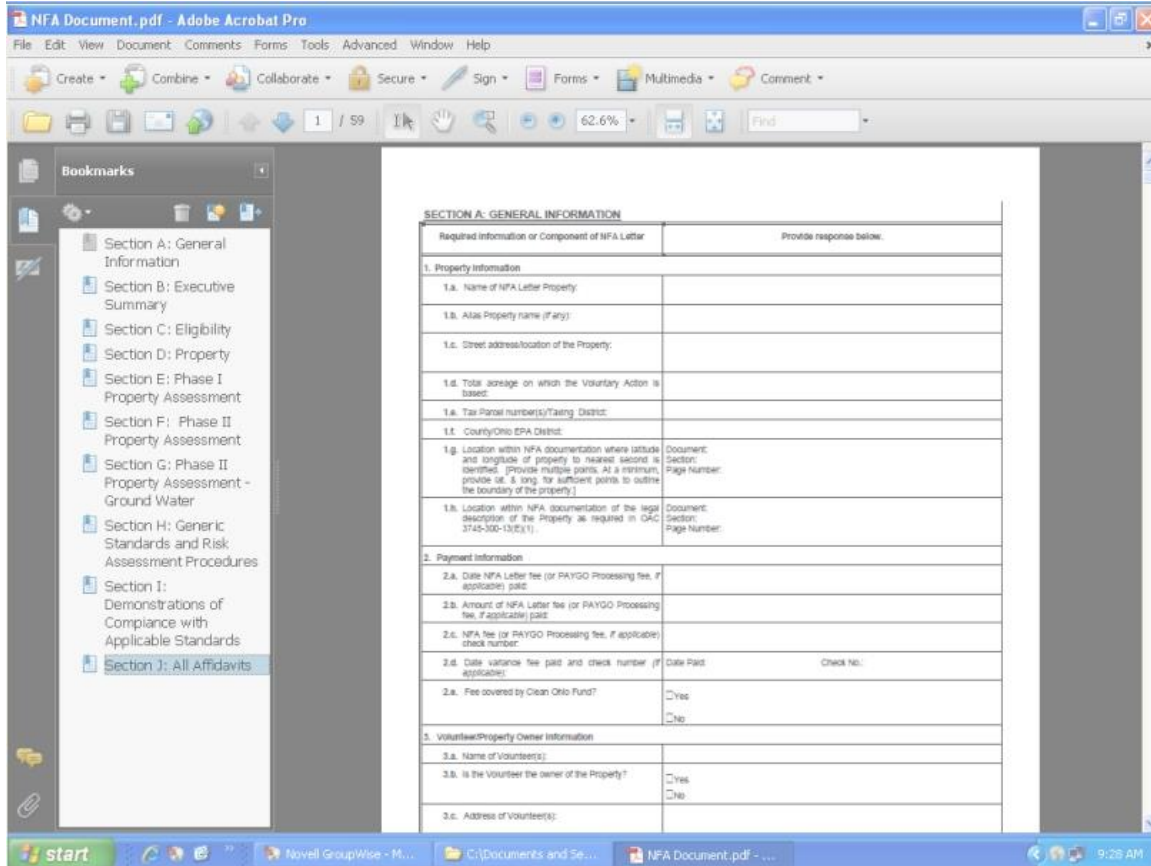 NFA Document.pdf - Adobe Acrobat Pro
File Edit View Document Comments Forms Tools Advanced Window Help
Create Combine Collaborate Secure Sign Forms Multimedia Comment
1 / 59 62.6% Find
Bookmarks
Section A: General
Information
Section B: Executive
Summary
Section C: Eligibility
Section D: Property
Section E: Phase I
Property Assessment
Section F: Phase II
Property Assessment
Section G: Phase II
Property Assessment -
Ground Water
Section H: Generic
Standards and Risk
Assessment Procedures
Section I:
Demonstrations of
Compiance with
Applicable Standards
Section J: All Affidavits
SECTION A: GENERAL INFORMATION
Required Information or Component of NFA Letter Provide response below.
1. Property Information
1.a. Name of NFA Letter Property:
1.b. Alias Property name (if any):
1.c. Street address/location of the Property:
1.d. Total acreage on which the Voluntary Action is
based:
1.e. Tax Parcel number(s)/Taxing District:
1.f. County/Ohio EPA District:
1.g. Location within NFA documentation where latitude Document:
and longitude of property to nearest second is Section:
identified. [Provide multiple points. At a minimum, Page Number:
provide lat. & long. for sufficient points to outline
the boundary of the property.]
1.h. Location within NFA documentation of the legal Document:
description of the Property as required in OAC Section:
3745-300-13(E)(1). Page Number:
2. Payment Information
2.a. Date NFA Letter fee (or PAYGO Processing fee, if
applicable) paid:
2.b. Amount of NFA Letter fee (or PAYGO Processing
fee, if applicable) paid:
2.c. NFA fee (or PAYGO Processing fee, if applicable)
check number:
2.d. Date variance fee paid and check number (if Date Paid: Check No.:
applicable):
2.e. Fee covered by Clean Ohio Fund?
Yes
No
3. Volunteer/Property Owner Information
3.a. Name of Volunteer(s):
3.b. Is the Volunteer the owner of the Property?
Yes
No
3.c. Address of Volunteer(s):
start Novell GroupWise - M... C:\Documents and Se... NFA Document.pdf - ... 9:28 AM